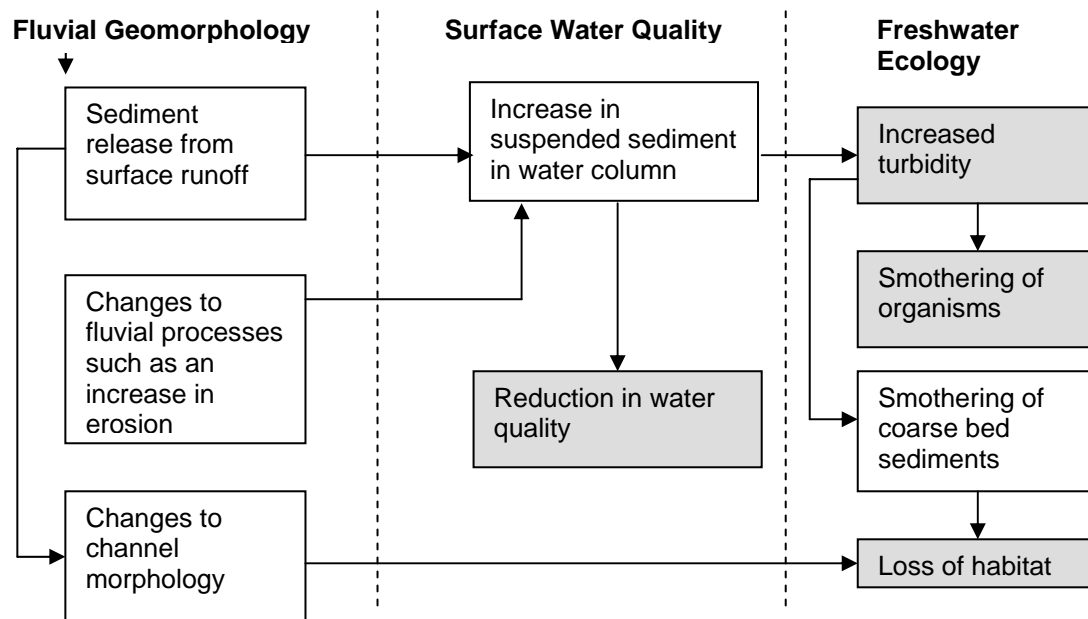 Fluvial Geomorphology
Surface Water Quality
Freshwater
Ecology
Sediment
release from
surface runoff
Increase in
suspended sediment
in water column
Increased
turbidity
Smothering of
organisms
Changes to
fluvial processes
such as an
increase in
erosion
Reduction in water
quality
Smothering of
coarse bed
sediments
Changes to
channel
morphology
Loss of habitat